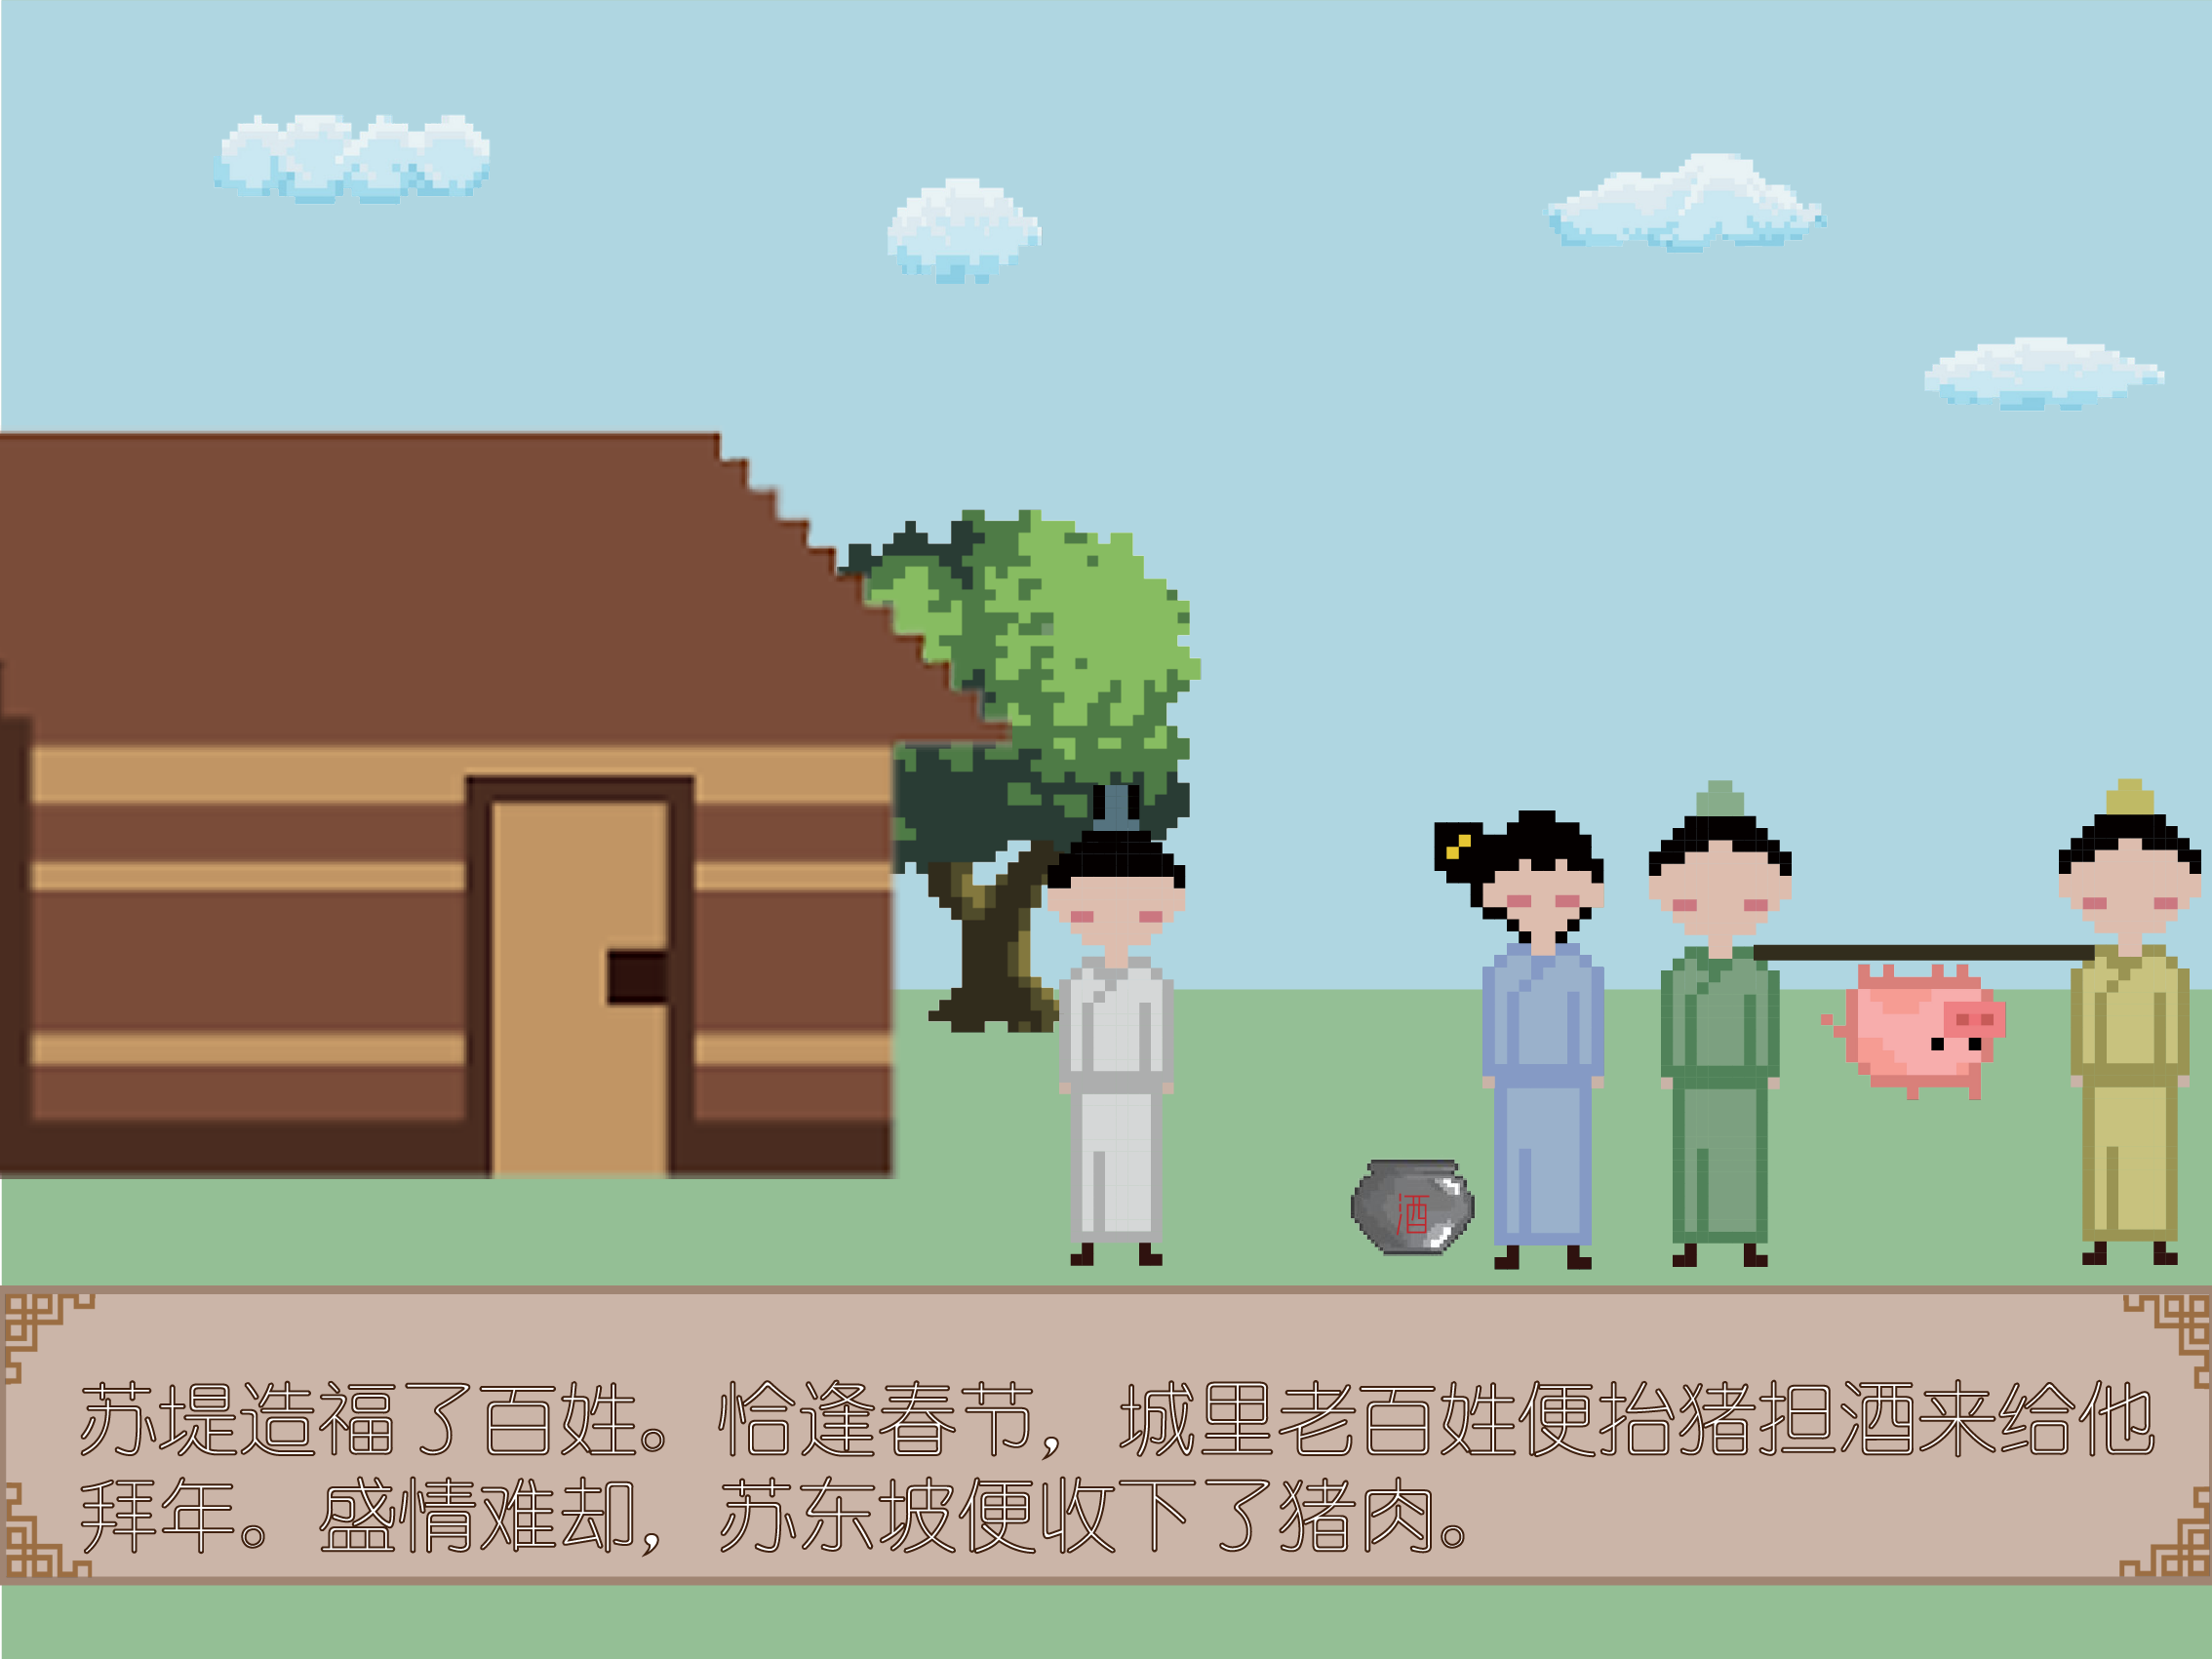 酒
苏堤造福了百姓。恰逢春节，城里老百姓便抬猪担酒来给他
拜年。盛情难却，苏东坡便收下了猪肉。